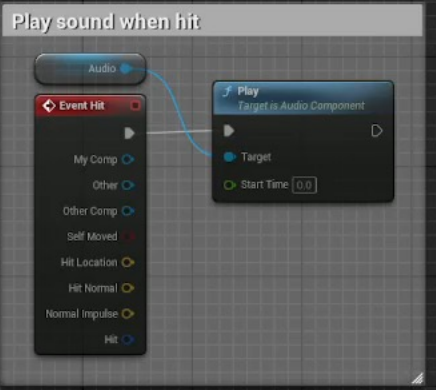 Play sound when hit
Audio
Event Hit
My Comp
Other
Other Comp
Self Moved
Hit Location
Hit Normal
Normal Impulse
Hit
f Play
Target is Audio Component
Target
Start Time 0.0